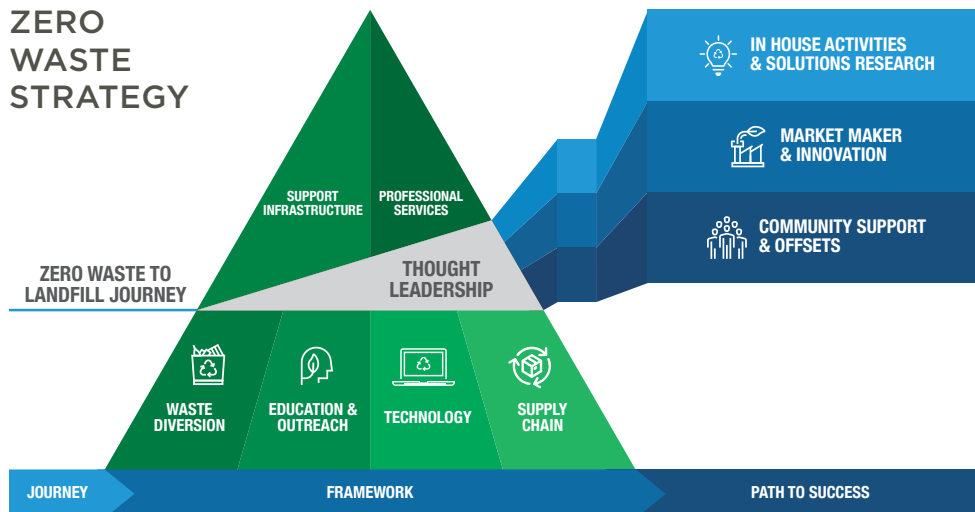 ZERO
WASTE
STRATEGY
IN HOUSE ACTIVITIES
& SOLUTIONS RESEARCH
MARKET MAKER
& INNOVATION
COMMUNITY SUPPORT
& OFFSETS
SUPPORT
INFRASTRUCTURE
PROFESSIONAL
SERVICES
ZERO WASTE TO
LANDFILL JOURNEY
THOUGHT
LEADERSHIP
WASTE
DIVERSION
EDUCATION &
OUTREACH
TECHNOLOGY
SUPPLY
CHAIN
JOURNEY
FRAMEWORK
PATH TO SUCCESS